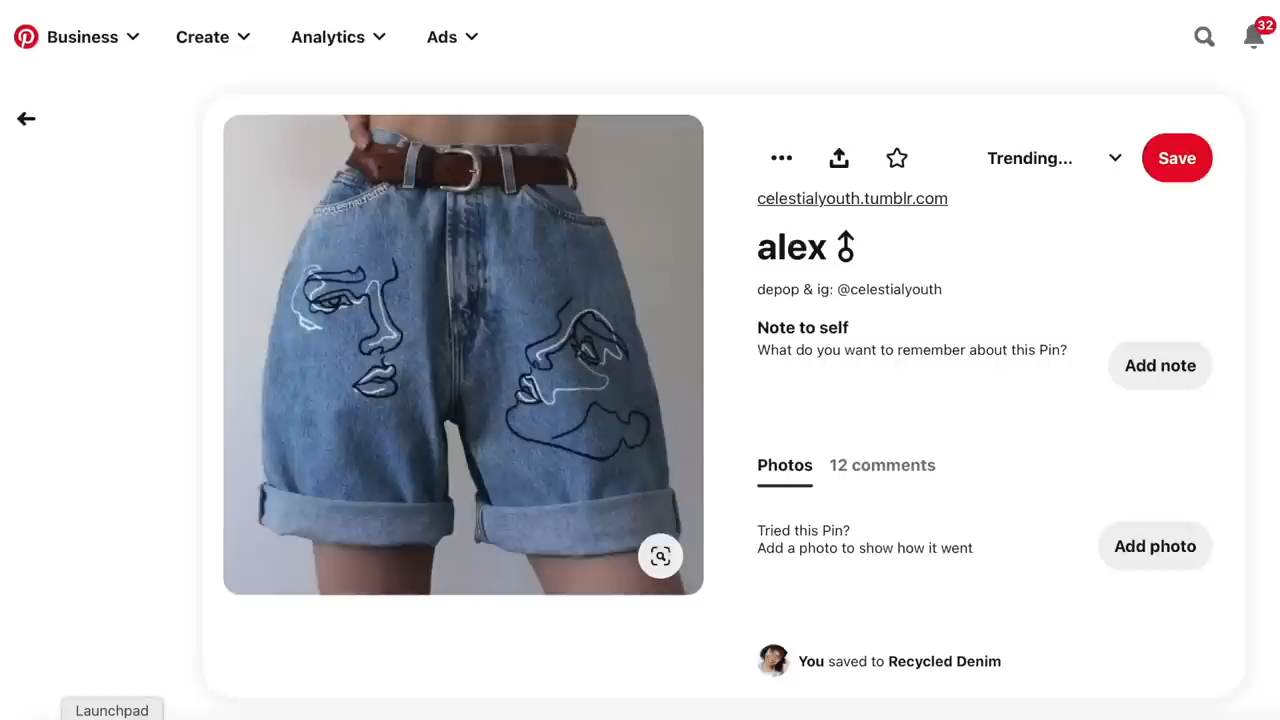 Business Create Analytics Ads 32
Trending... Save
celestialyouth.tumblr.com
alex
depop & ig: @celestialyouth
Note to self
What do you want to remember about this Pin?
Add note
Photos 12 comments
Tried this Pin?
Add a photo to show how it went
Add photo
You saved to Recycled Denim
Launchpad